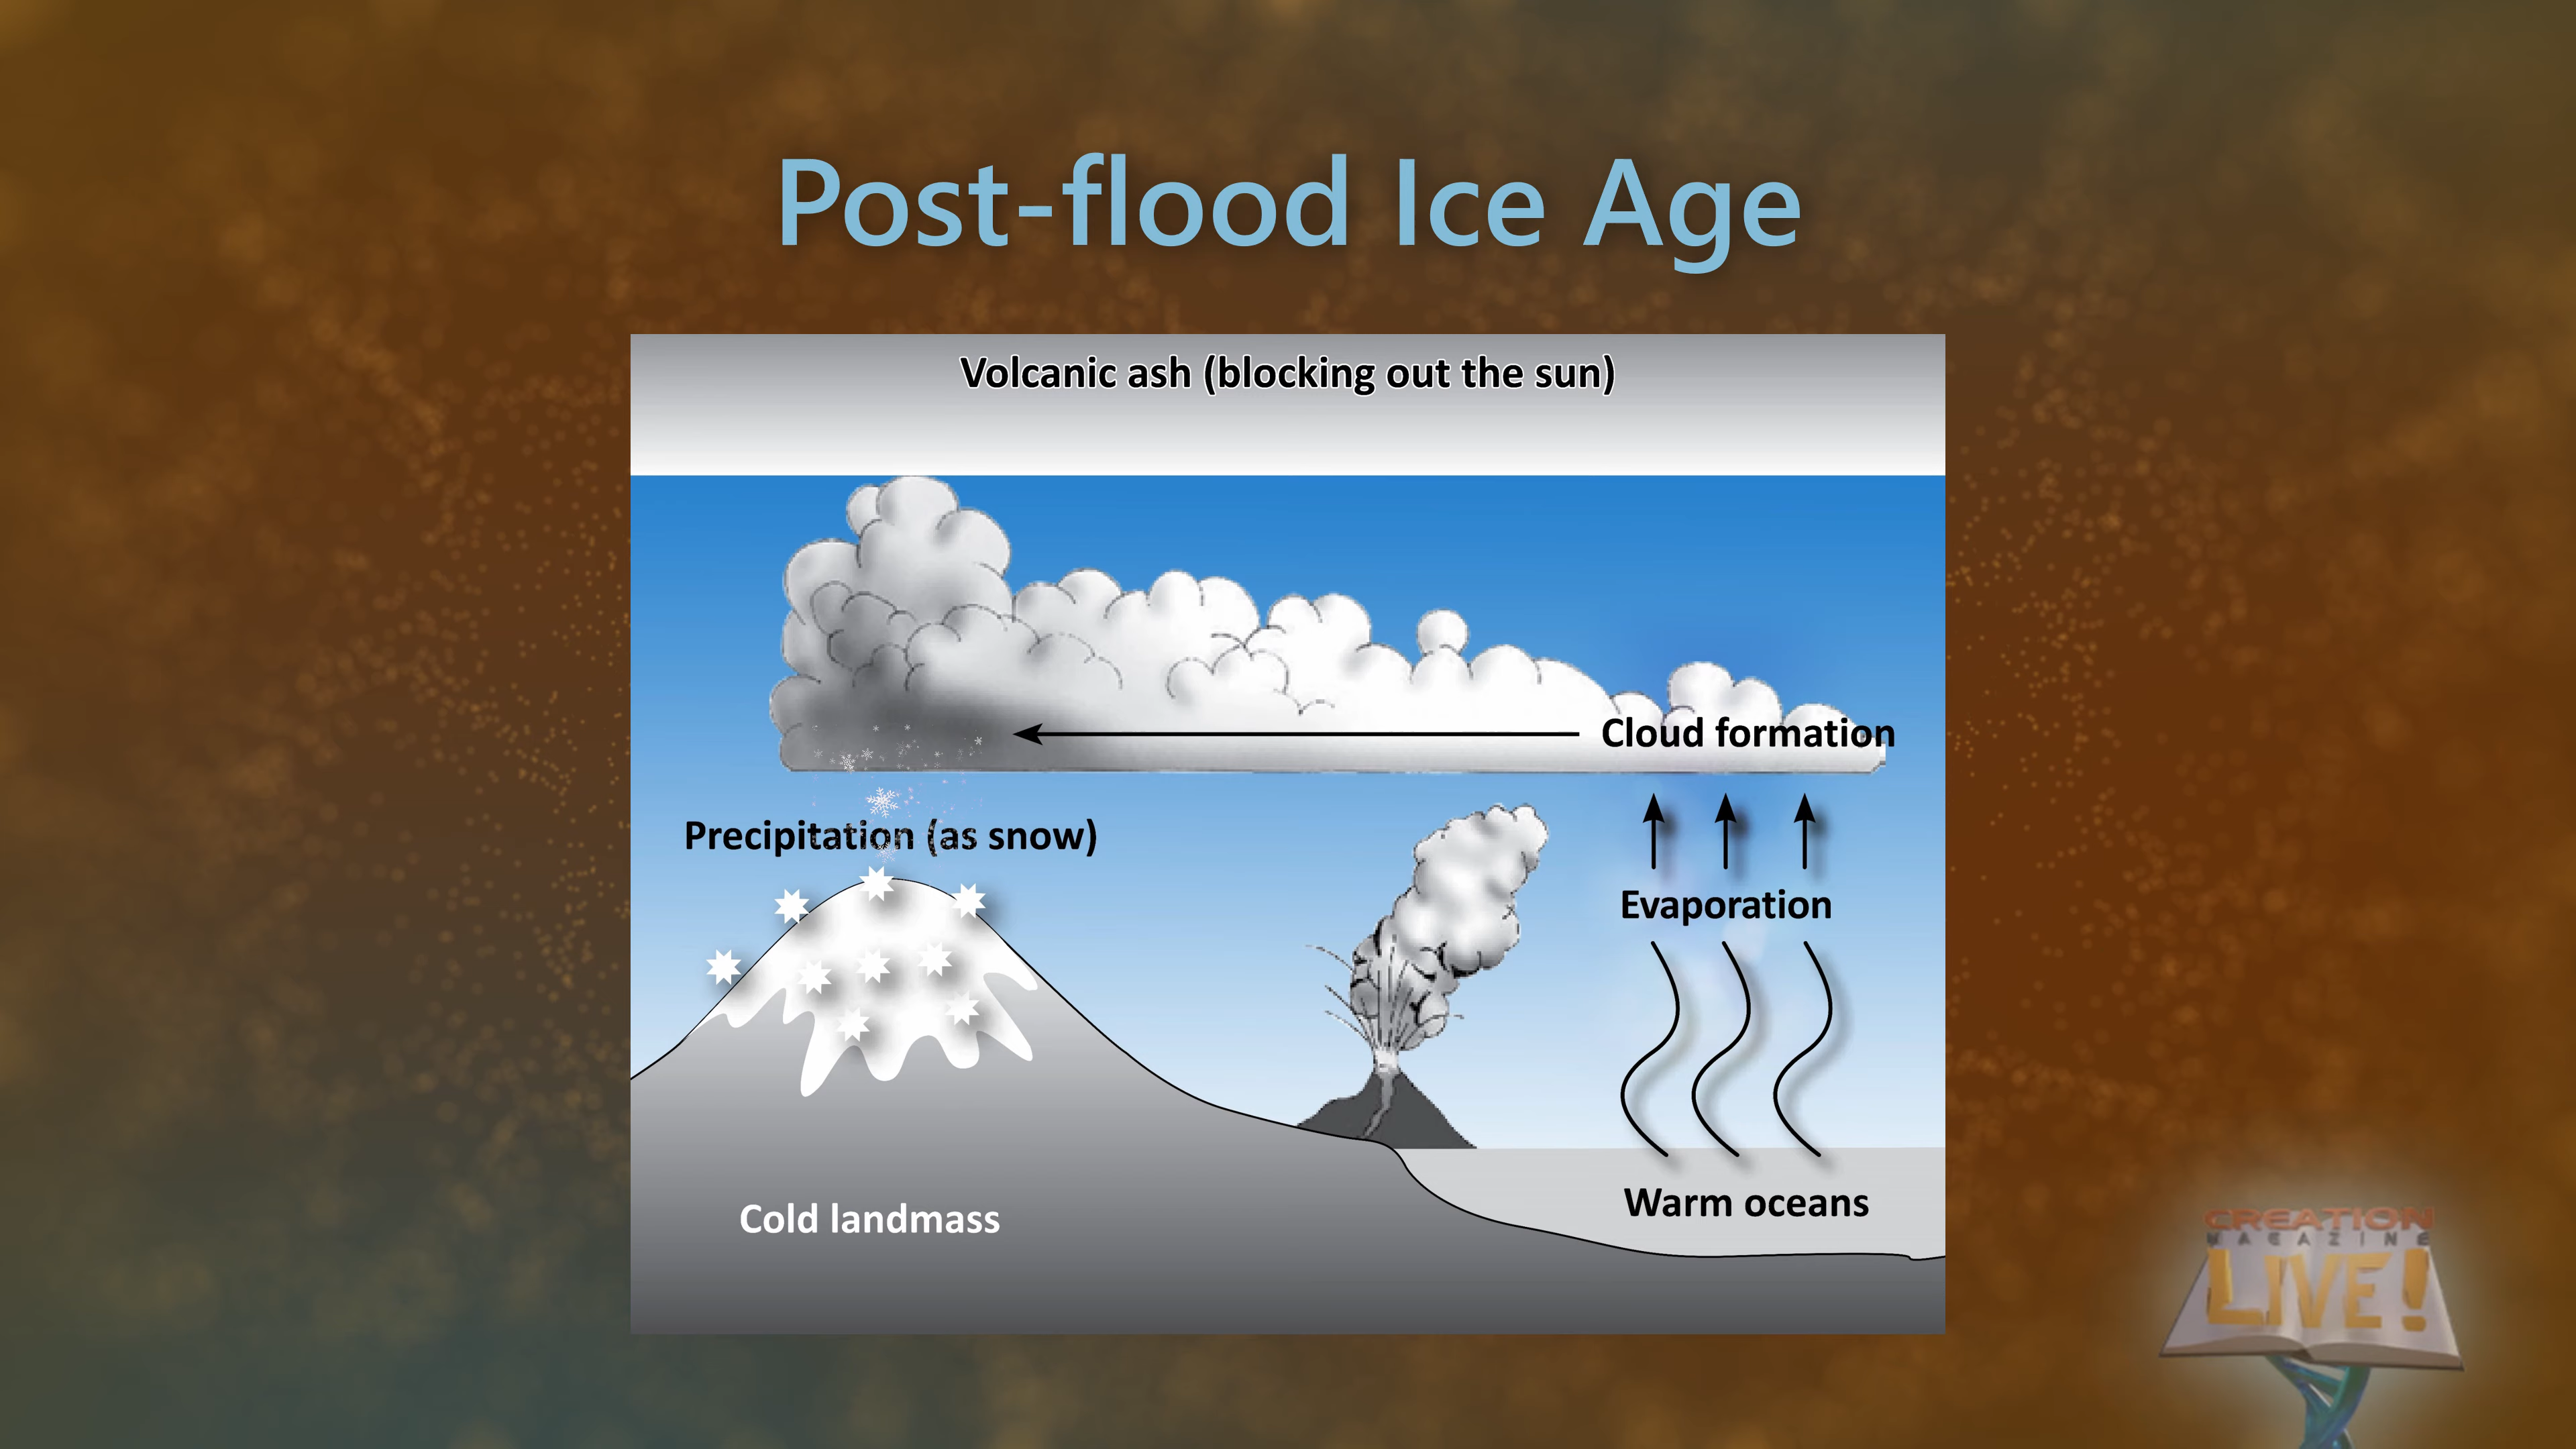 Post-flood Ice Age
Volcanic ash (blocking out the sun)
Cloud formation
Precipitation (as snow)
Evaporation
Warm oceans
Cold landmass
CREATION
MAGAZINE
LIVE!